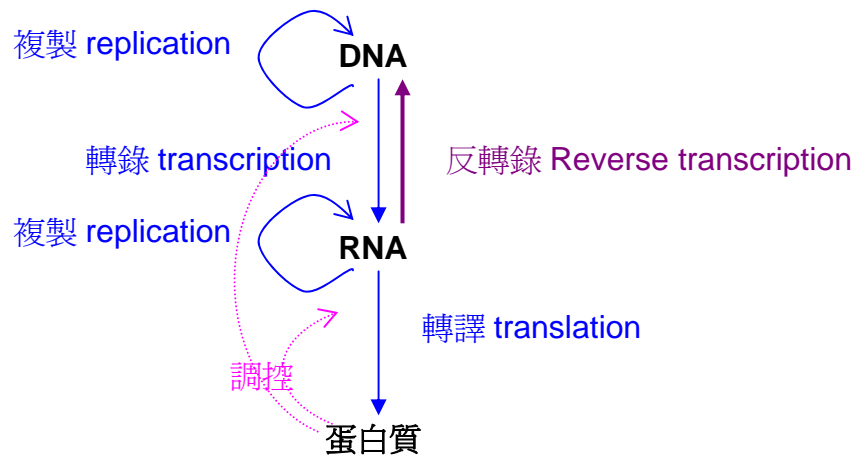 複製 replication
DNA
轉錄 transcription
反轉錄 Reverse transcription
複製 replication
RNA
轉譯 translation
調控
蛋白質